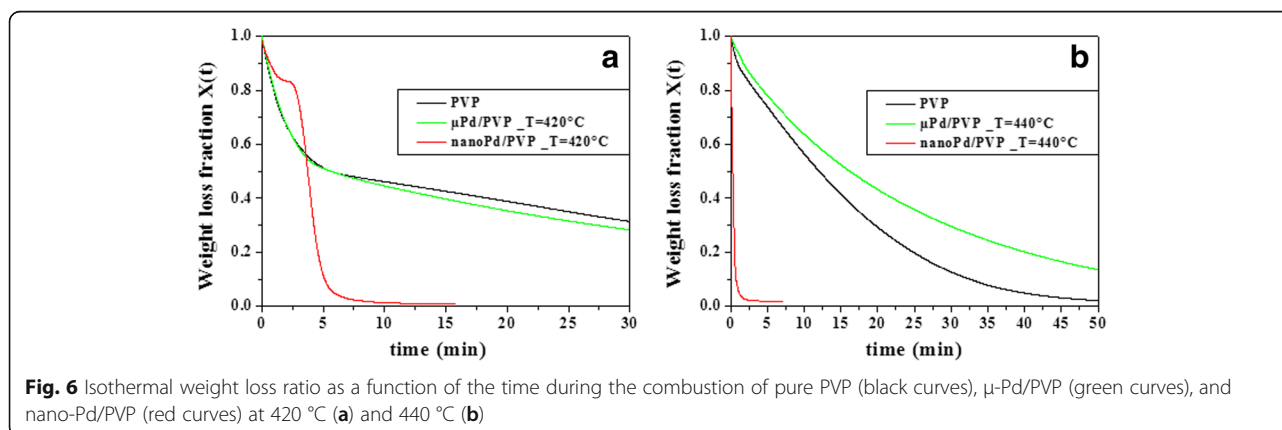 a
1.0
0.8
0.6
0.4
0.2
0.0
Weight loss fraction X(t)
PVP
µPd/PVP _T=420°C
nanoPd/PVP _T=420°C
0 5 10 15 20 25 30
time (min)
b
1.0
0.8
0.6
0.4
0.2
0.0
Weight loss fraction X(t)
PVP
µPd/PVP _T=440°C
nanoPd/PVP _T=440°C
0 5 10 15 20 25 30 35 40 45 50
time (min)
Fig. 6 Isothermal weight loss ratio as a function of the time during the combustion of pure PVP (black curves), µ-Pd/PVP (green curves), and
nano-Pd/PVP (red curves) at 420 °C (a) and 440 °C (b)